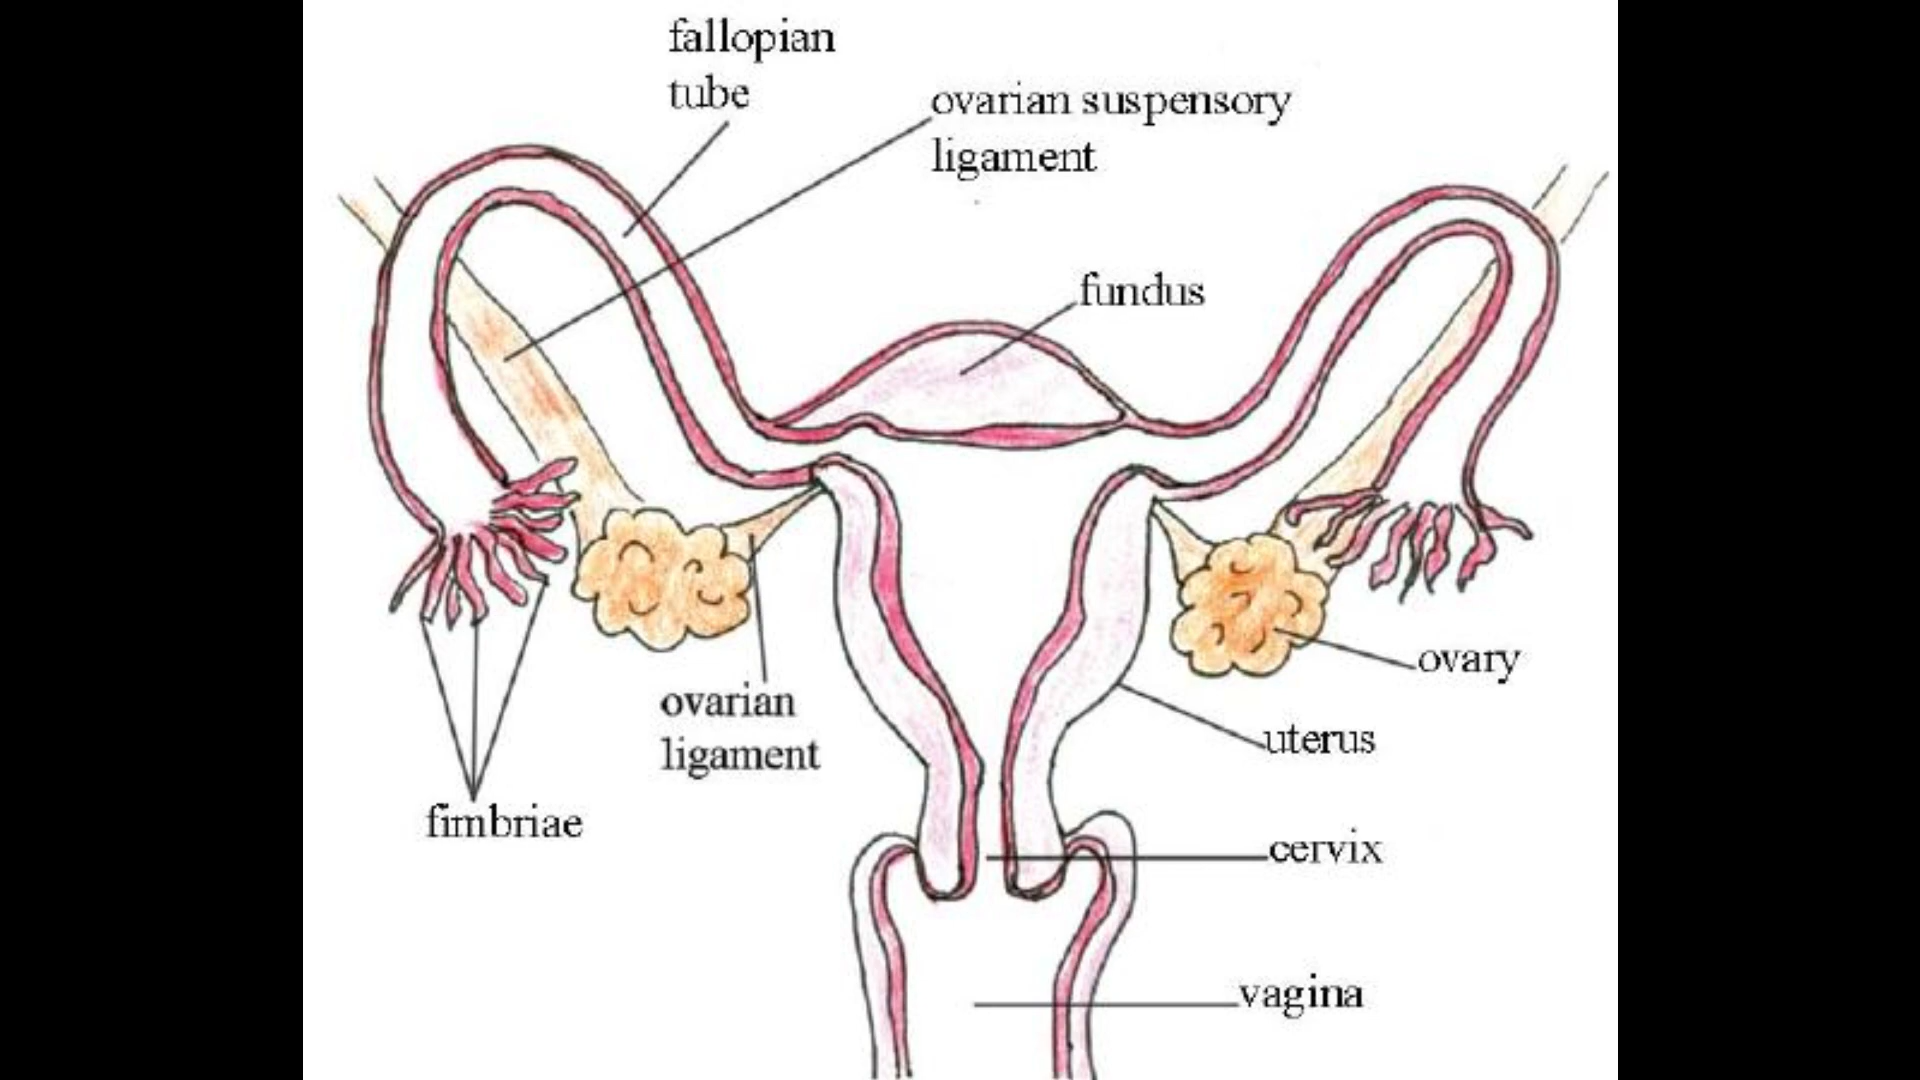 fallopian
tube
ovarian suspensory
ligament
fundus
ovary
ovarian
ligament
uterus
fimbriae
cervix
vagina